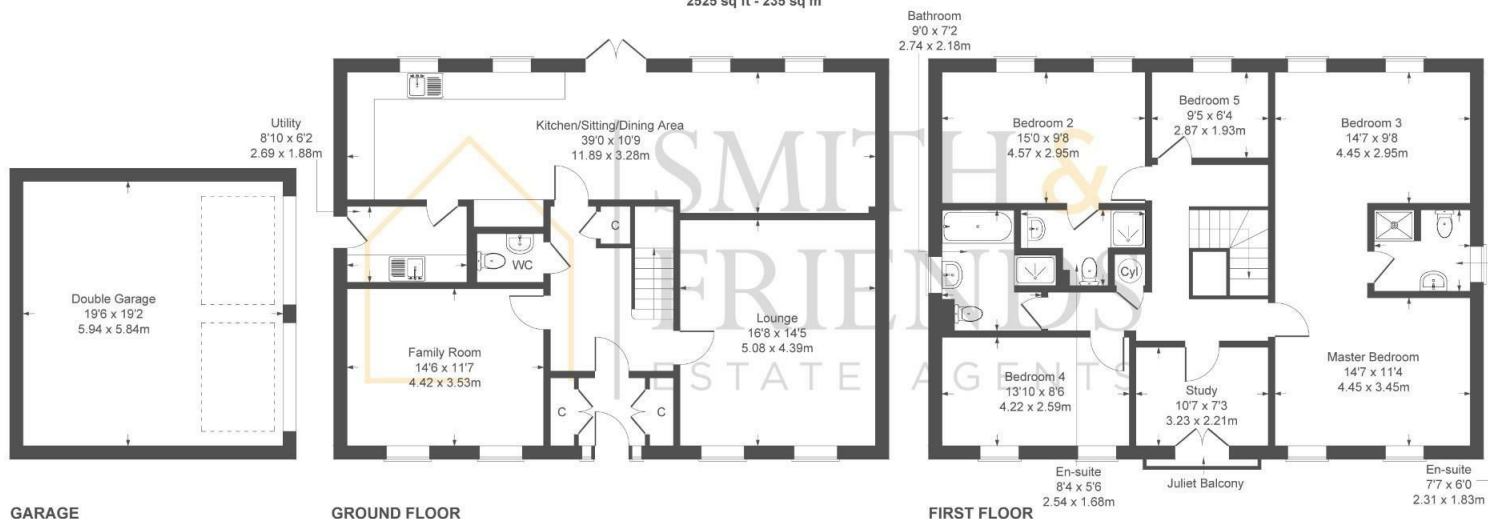 2525 sq ft - 235 sq m
Bathroom
9'0 x 7'2
2.74 x 2.18m
Utility
8'10 x 6'2
2.69 x 1.88m
Kitchen/Sitting/Dining Area
39'0 x 10'9
11.89 x 3.28m
Bedroom 2
15'0 x 9'8
4.57 x 2.95m
Bedroom 5
9'5 x 6'4
2.87 x 1.93m
Bedroom 3
14'7 x 9'8
4.45 x 2.95m
SMITH &
FRIENDS
ESTATE AGENTS
C
WC
Cyl
Double Garage
19'6 x 19'2
5.94 x 5.84m
Family Room
14'6 x 11'7
4.42 x 3.53m
Lounge
16'8 x 14'5
5.08 x 4.39m
C
C
Bedroom 4
13'10 x 8'6
4.22 x 2.59m
Study
10'7 x 7'3
3.23 x 2.21m
Master Bedroom
14'7 x 11'4
4.45 x 3.45m
En-suite
8'4 x 5'6
2.54 x 1.68m
Juliet Balcony
En-suite
7'7 x 6'0
2.31 x 1.83m
GARAGE
GROUND FLOOR
FIRST FLOOR